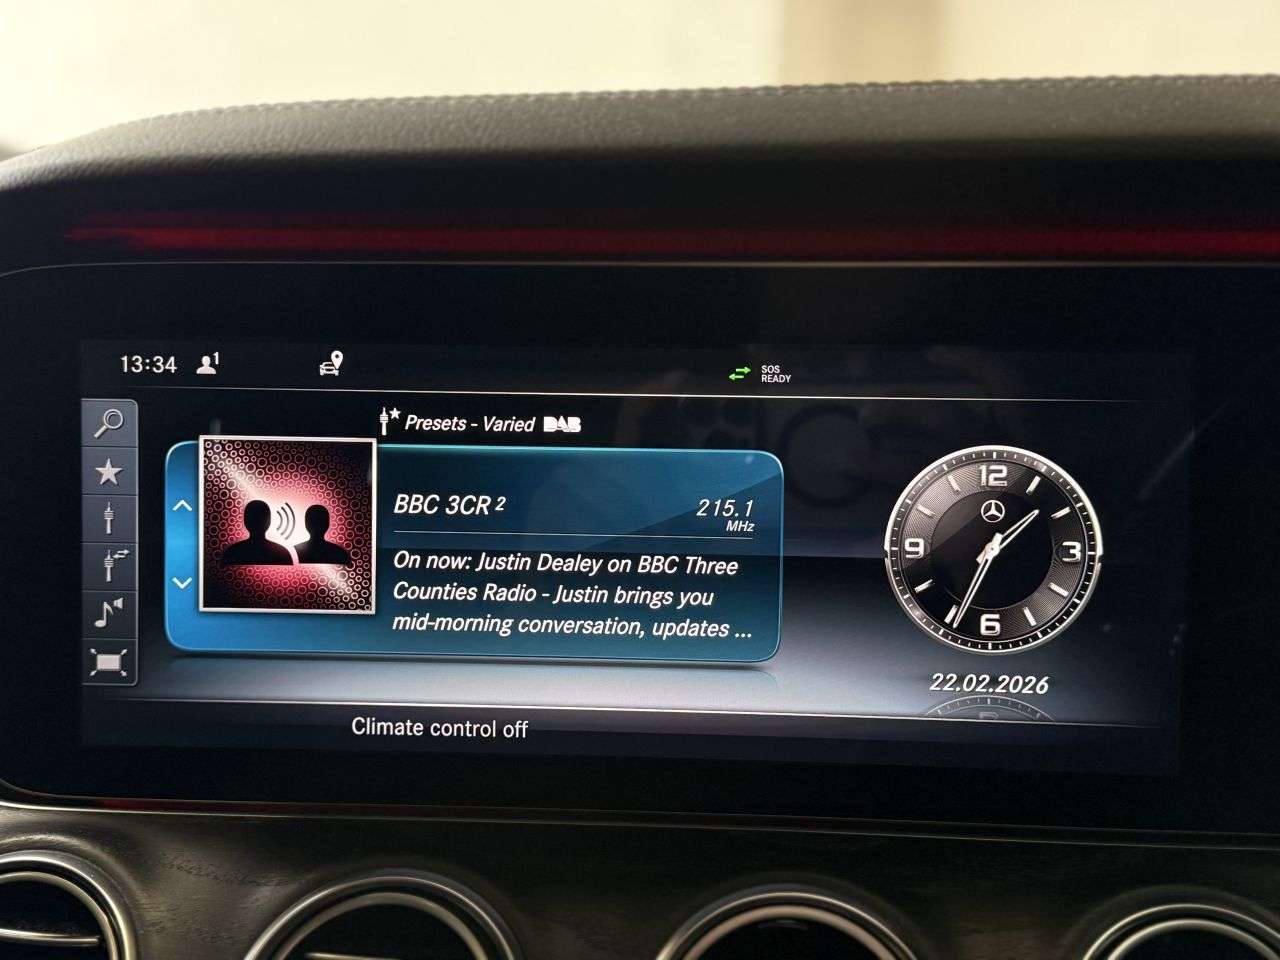 13:34
1
SOS
READY
Presets - Varied DAB
BBC 3CR 2
215.1
MHz
On now: Justin Dealey on BBC Three
Counties Radio - Justin brings you
mid-morning conversation, updates ...
12
9
3
6
22.02.2026
Climate control off